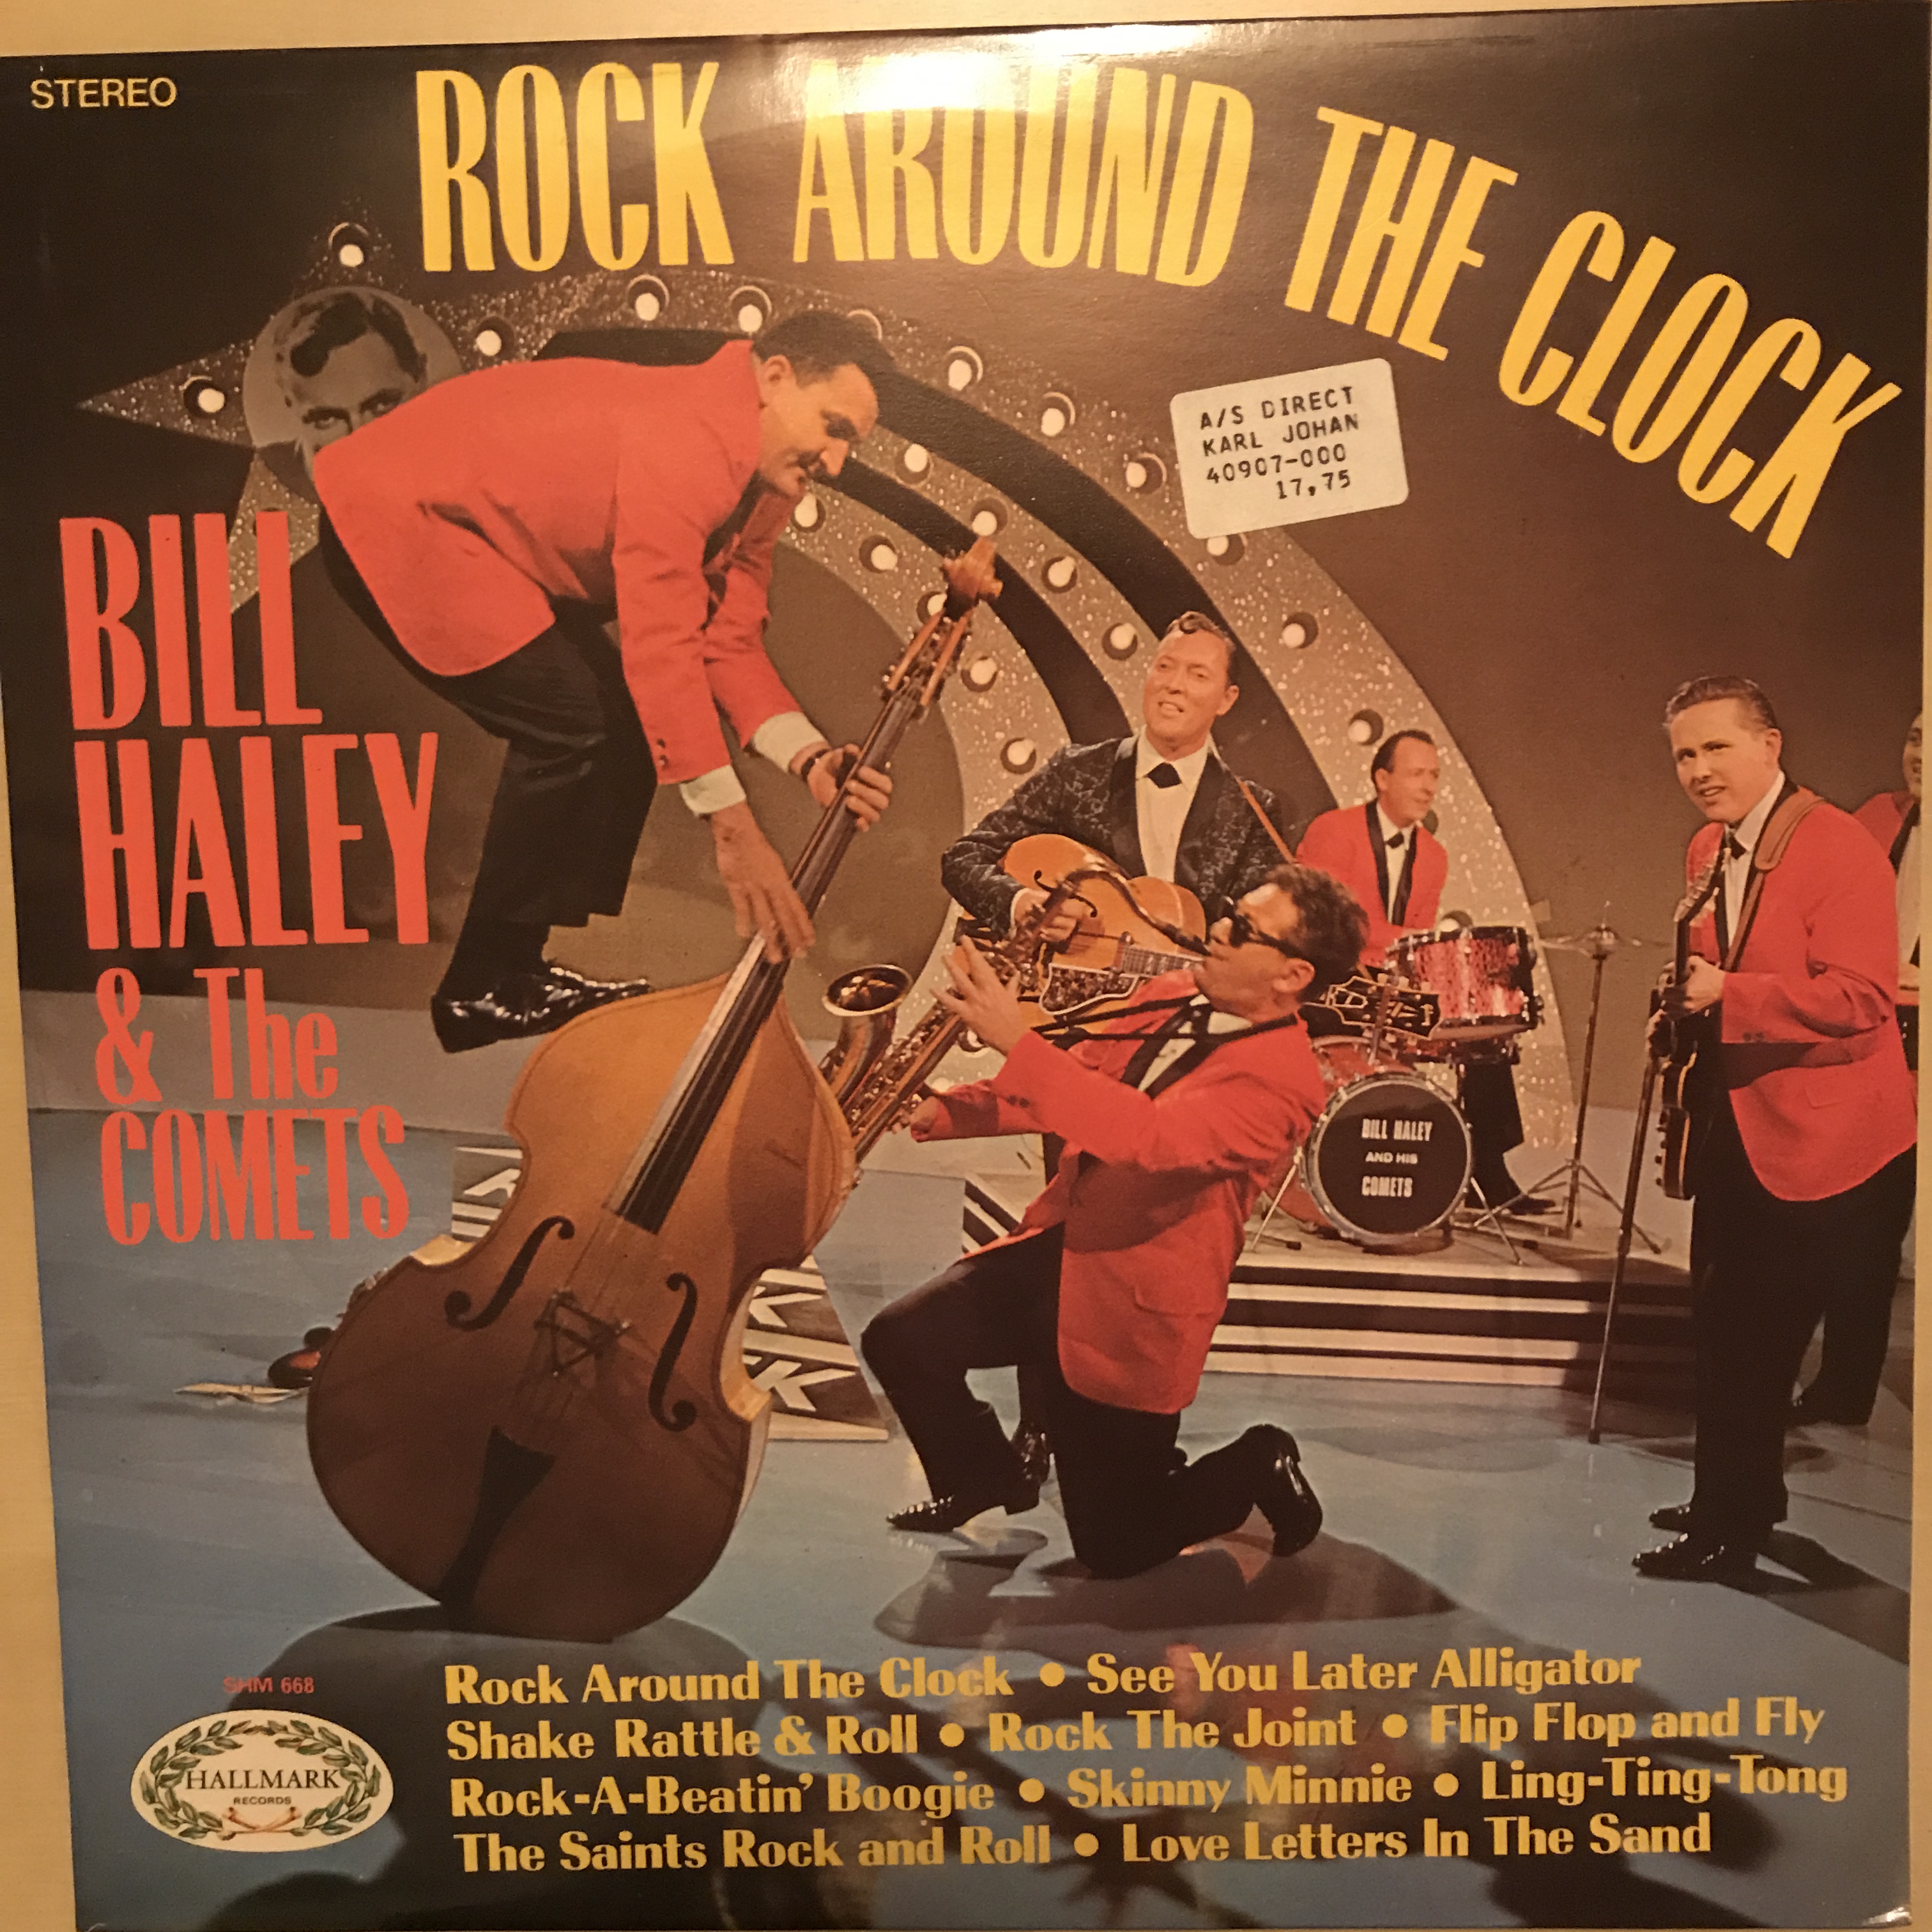 STEREO
ROCK AROUND THE CLOCK
A/S DIRECT
KARL JOHAN
40907-000
17,75
BILL
HALEY
& The
COMETS
BILL HALEY
AND HIS
COMETS
SHM 668
HALLMARK
RECORDS
Rock Around The Clock • See You Later Alligator
Shake Rattle & Roll • Rock The Joint • Flip Flop and Fly
Rock-A-Beatin' Boogie • Skinny Minnie • Ling-Ting-Tong
The Saints Rock and Roll • Love Letters In The Sand